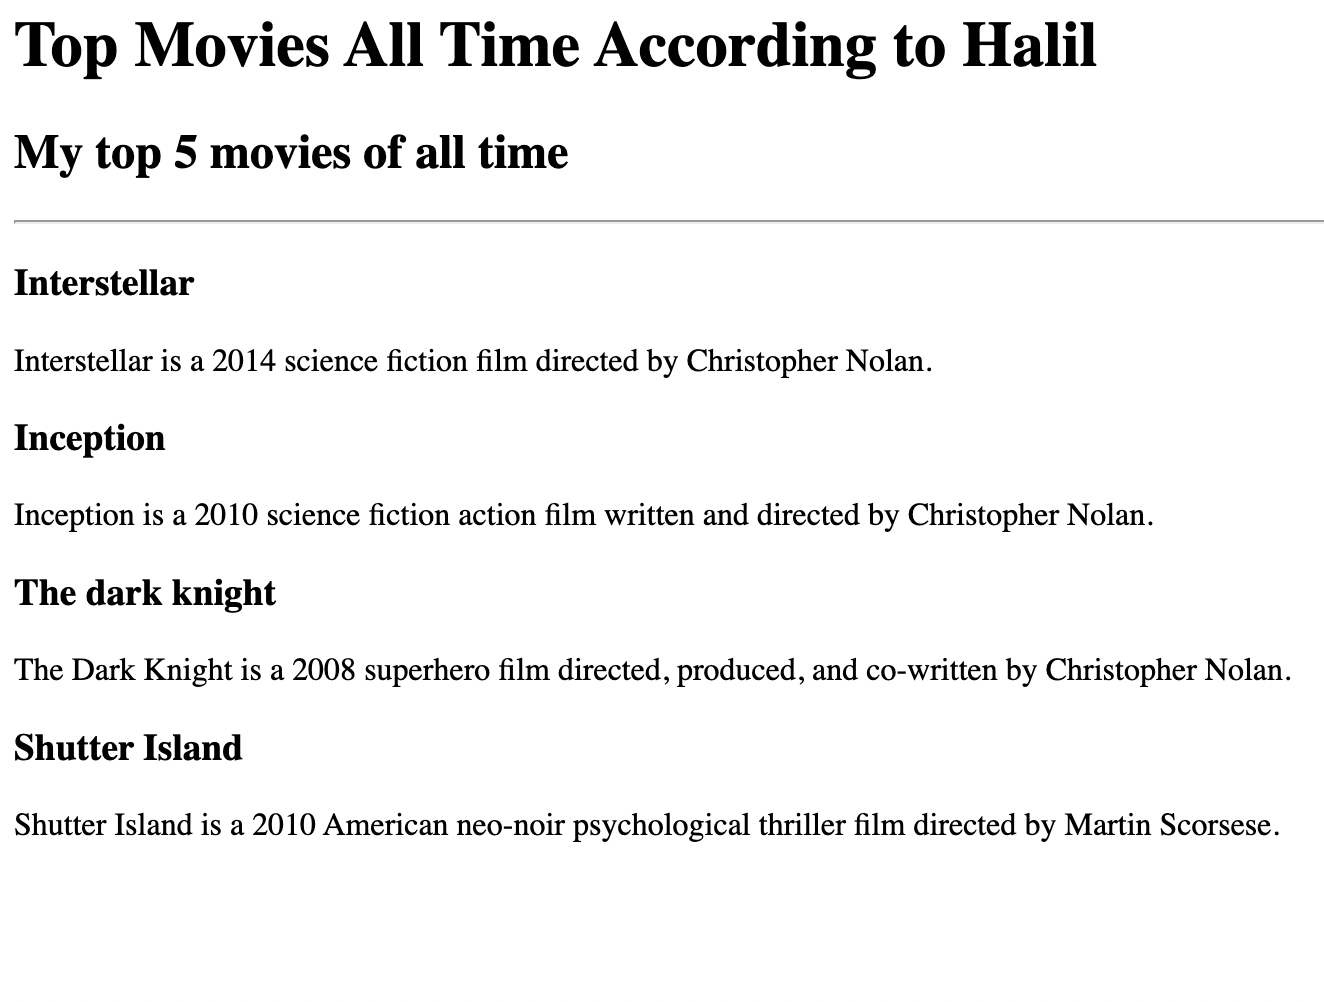 Top Movies All Time According to Halil
My top 5 movies of all time
Interstellar
Interstellar is a 2014 science fiction film directed by Christopher Nolan.
Inception
Inception is a 2010 science fiction action film written and directed by Christopher Nolan.
The dark knight
The Dark Knight is a 2008 superhero film directed, produced, and co-written by Christopher Nolan.
Shutter Island
Shutter Island is a 2010 American neo-noir psychological thriller film directed by Martin Scorsese.